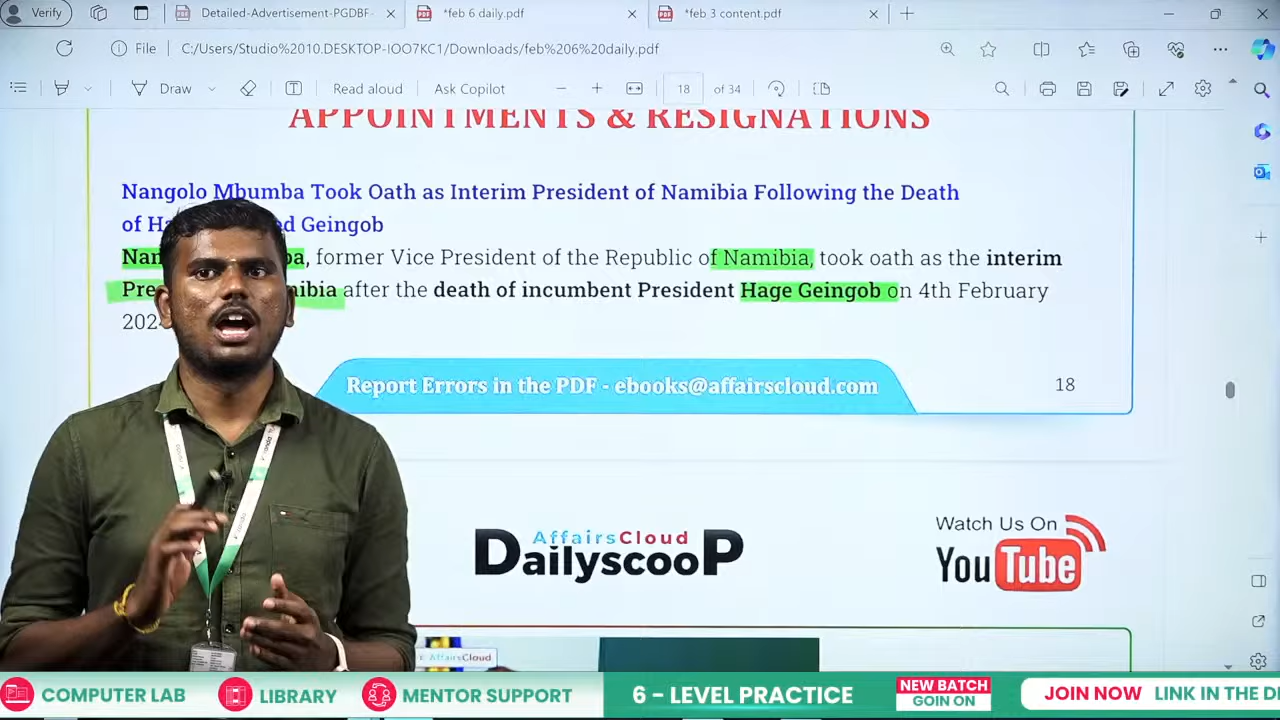 Verify
Detailed-Advertisement-PGDBF-
*feb 6 daily.pdf
*feb 3 content.pdf
File
C:/Users/Studio%2010.DESKTOP-IOO7KC1/Downloads/feb%206%20daily.pdf
Draw
Read aloud
Ask Copilot
18 of 34
APPOINTMENTS & RESIGNATIONS
Nangolo Mbumba Took Oath as Interim President of Namibia Following the Death
of Ha ed Geingob
Nan ba, former Vice President of the Republic of Namibia, took oath as the interim
Pre nibia after the death of incumbent President Hage Geingob on 4th February
202
Report Errors in the PDF - ebooks@affairscloud.com
18
AffairsCloud
DailyscooP
Watch Us On
YouTube
AffairsCloud
COMPUTER LAB
LIBRARY
MENTOR SUPPORT
6 - LEVEL PRACTICE
NEW BATCH
GOIN ON
JOIN NOW LINK IN THE DE